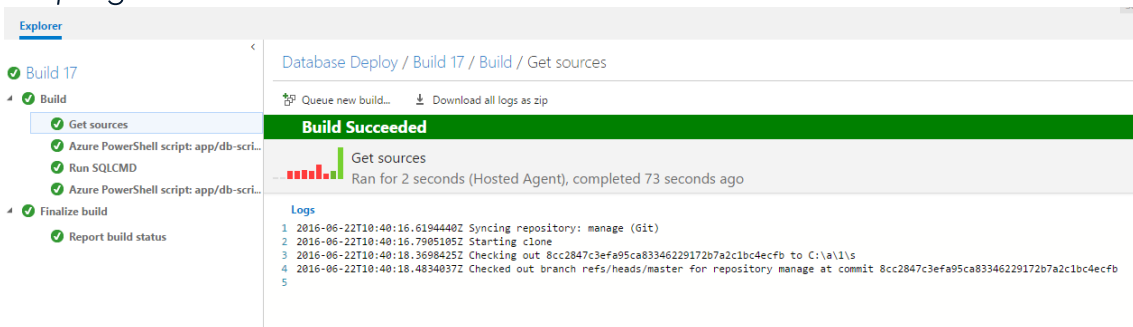 Explorer
Build 17
Build
Get sources
Azure PowerShell script: app/db-scri...
Run SQLCMD
Azure PowerShell script: app/db-scri...
Finalize build
Report build status
Database Deploy / Build 17 / Build / Get sources
Queue new build... Download all logs as zip
Build Succeeded
Get sources
Ran for 2 seconds (Hosted Agent), completed 73 seconds ago
Logs
1 2016-06-22T10:40:16.6194440Z Syncing repository: manage (Git)
2 2016-06-22T10:40:16.7905105Z Starting clone
3 2016-06-22T10:40:18.3698425Z Checking out 8cc2847c3efa95ca83346229172b7a2c1bc4ecfb to C:\a\1\s
4 2016-06-22T10:40:18.4834037Z Checked out branch refs/heads/master for repository manage at commit 8cc2847c3efa95ca83346229172b7a2c1bc4ecfb
5